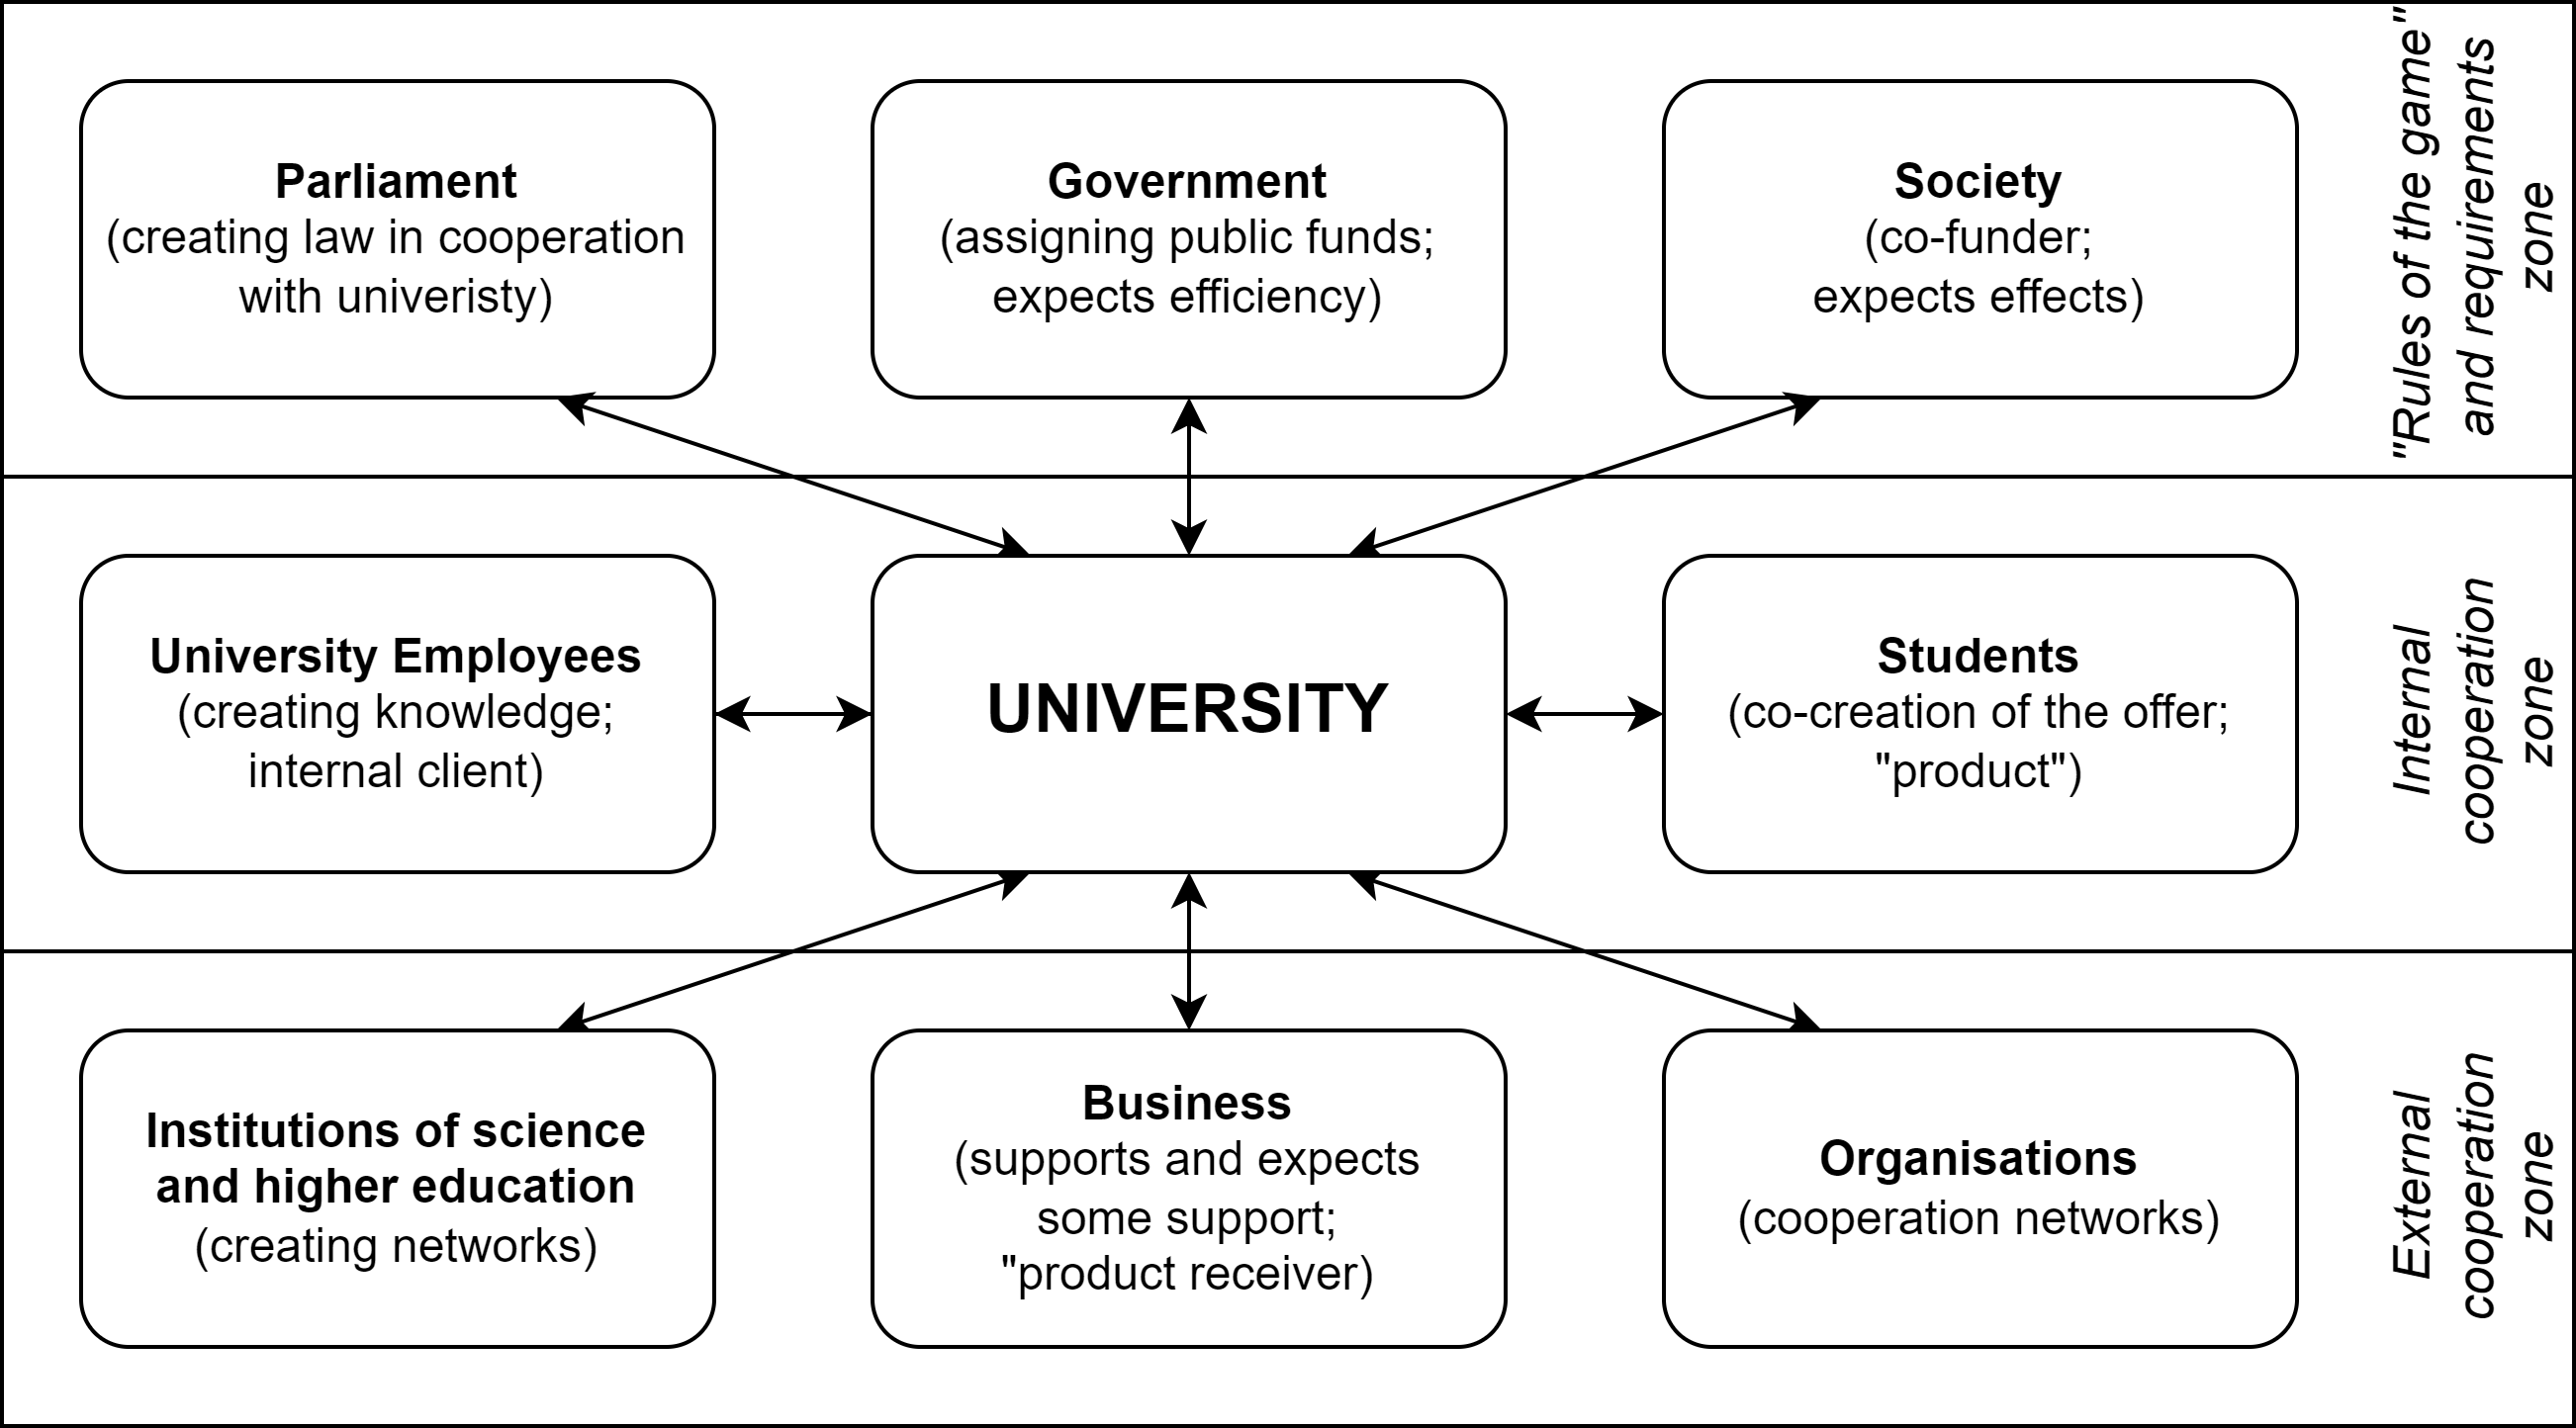 Parliament
(creating law in cooperation
with univeristy)
Government
(assigning public funds;
expects efficiency)
Society
(co-funder;
expects effects)
"Rules of the game"
and requirements
zone
University Employees
(creating knowledge;
internal client)
UNIVERSITY
Students
(co-creation of the offer;
"product")
Internal
cooperation
zone
Institutions of science
and higher education
(creating networks)
Business
(supports and expects
some support;
"product receiver)
Organisations
(cooperation networks)
External
cooperation
zone